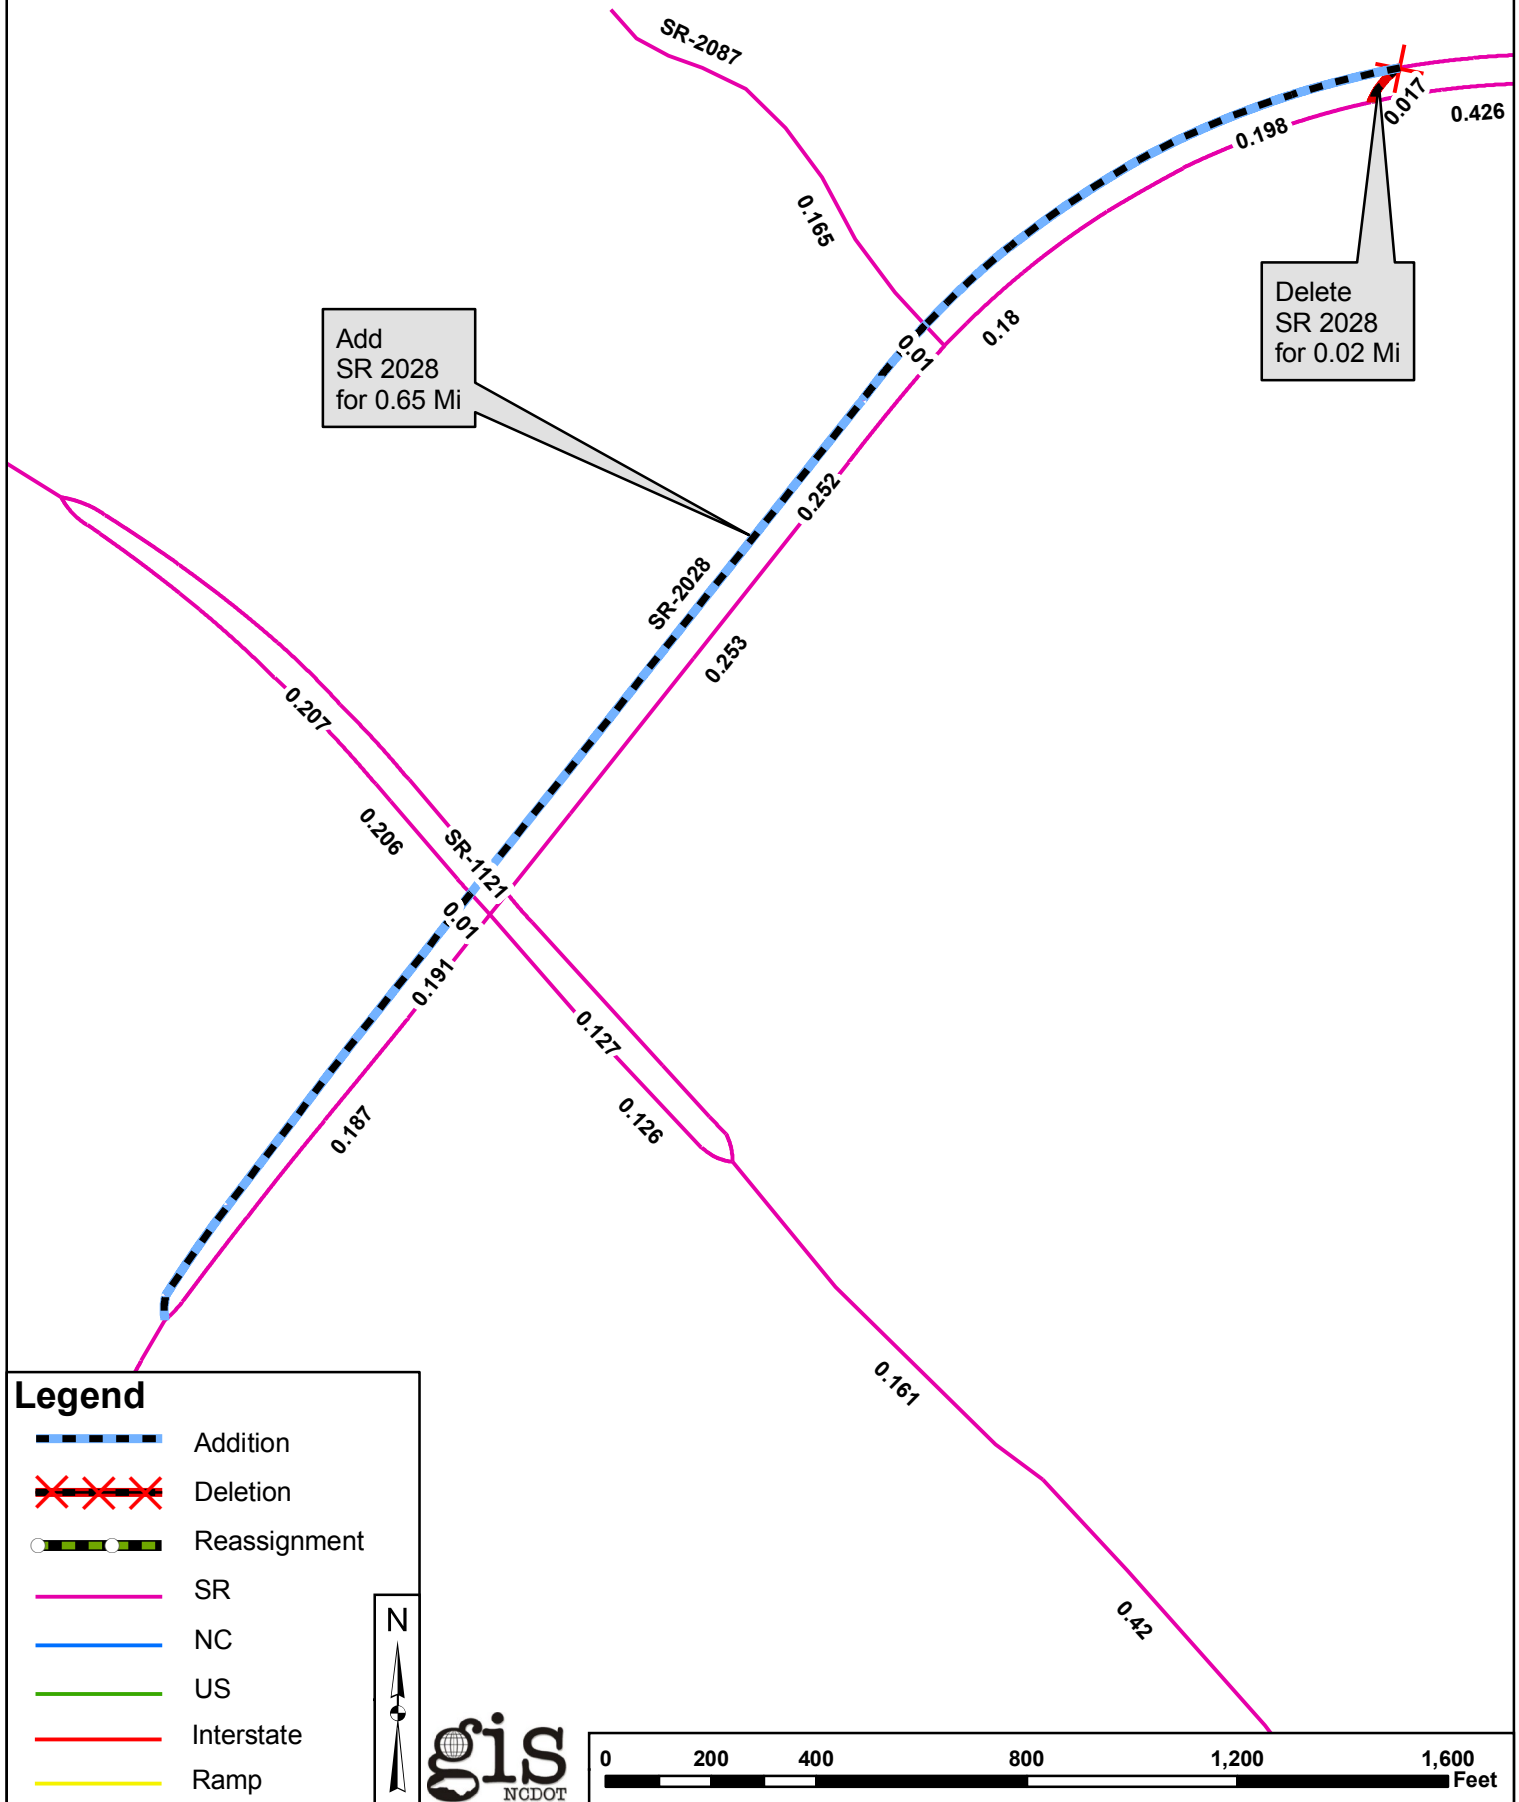 SR-2087
0.017
0.426
0.198
0.165
Delete
SR 2028
for 0.02 Mi
0.18
0.01
Add
SR 2028
for 0.65 Mi
0.252
SR-2028
0.253
0.207
0.206
SR-1121
0.01
0.191
0.127
0.126
0.187
0.161
0.42
Legend
Addition
Deletion
Reassignment
SR
NC
US
Interstate
Ramp
N
gis
NCDOT
0 200 400 800 1,200 1,600
Feet